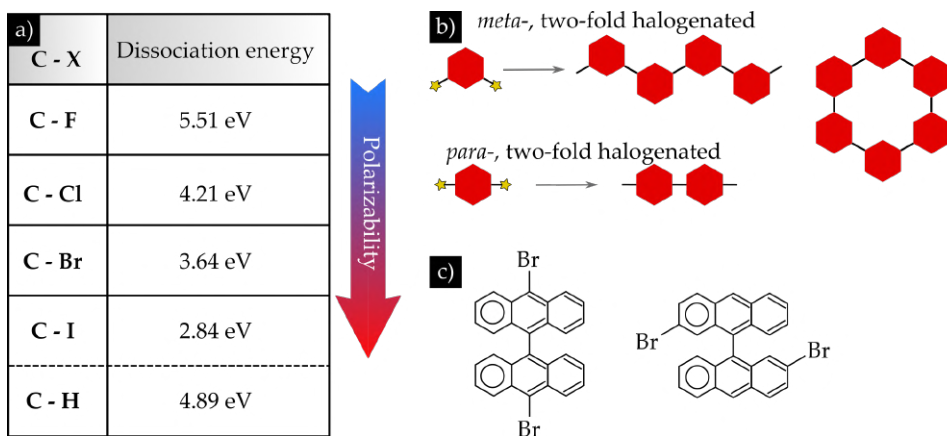 a)
C - X Dissociation energy
C - F 5.51 eV
C - Cl 4.21 eV
C - Br 3.64 eV
C - I 2.84 eV
C - H 4.89 eV
Polarizability
b)
meta-, two-fold halogenated
para-, two-fold halogenated
c)
Br
Br
Br
Br